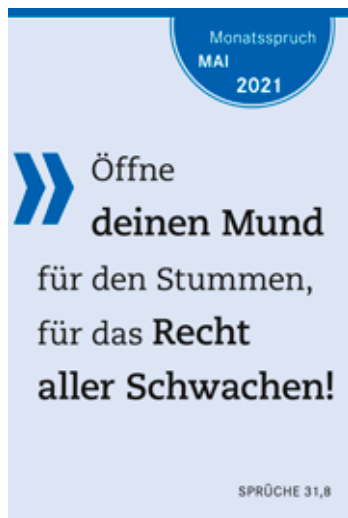 Monatsspruch
MAI
2021
» Öffne
deinen Mund
für den Stummen,
für das Recht
aller Schwachen!
SPRÜCHE 31,8